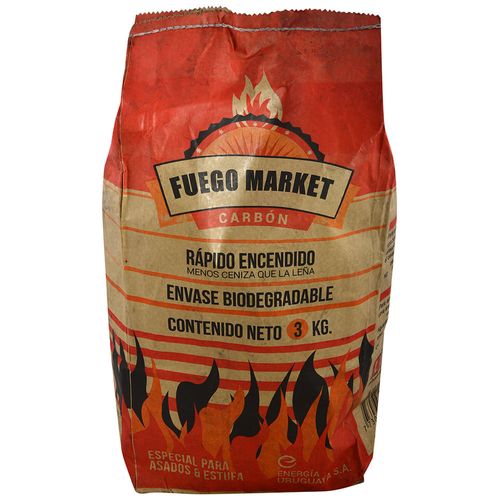 FUEGO MARKET
CARBÓN
RÁPIDO ENCENDIDO
MENOS CENIZA QUE LA LEÑA
ENVASE BIODEGRADABLE
CONTENIDO NETO 3 KG.
ESPECIAL PARA
ASADOS & ESTUFA
ENERGÍA
URUGUAYA S.A.